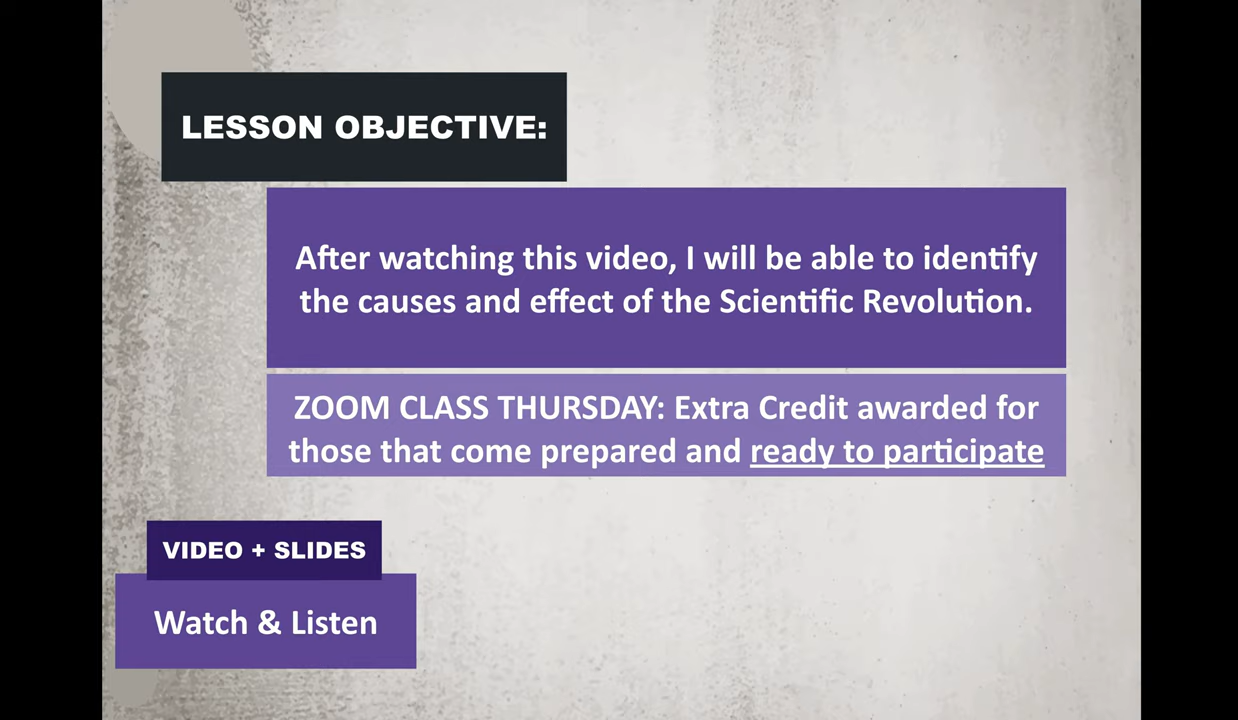 LESSON OBJECTIVE:
After watching this video, I will be able to identify
the causes and effect of the Scientific Revolution.
ZOOM CLASS THURSDAY: Extra Credit awarded for
those that come prepared and ready to participate
VIDEO + SLIDES
Watch & Listen